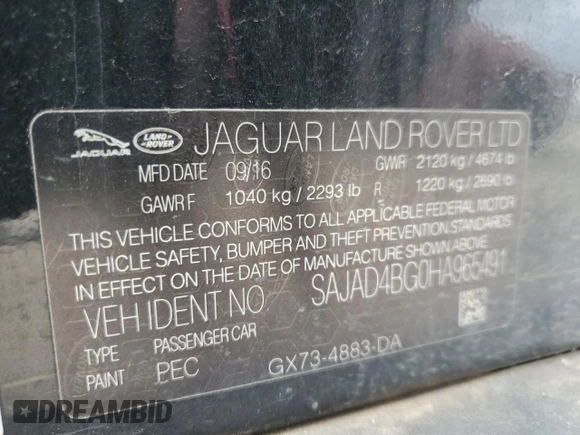 JAGUAR
LAND-ROVER
JAGUAR LAND ROVER LTD
MFD DATE 09/16 GWR 2120 kg / 4674 lb
GAWR F 1040 kg / 2293 lb R 1220 kg / 2690 lb
THIS VEHICLE CONFORMS TO ALL APPLICABLE FEDERAL MOTOR
VEHICLE SAFETY, BUMPER AND THEFT PREVENTION STANDARDS
IN EFFECT ON THE DATE OF MANUFACTURE SHOWN ABOVE.
VEH IDENT NO. SAJAD4BG0HA965491
TYPE PASSENGER CAR
PAINT PEC GX73-4883-DA
DREAMBID